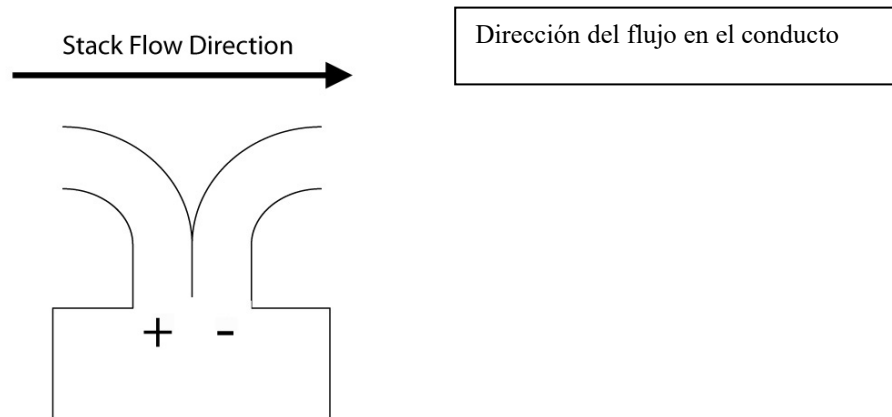 Stack Flow Direction
Dirección del flujo en el conducto
+ -